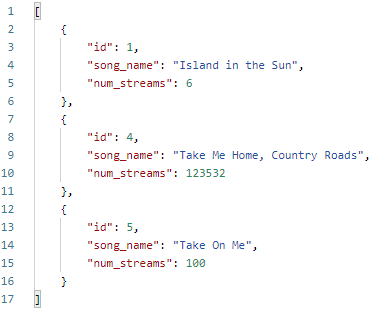 1 [
2     {
3         "id": 1,
4         "song_name": "Island in the Sun",
5         "num_streams": 6
6     },
7     {
8         "id": 4,
9         "song_name": "Take Me Home, Country Roads",
10         "num_streams": 123532
11     },
12     {
13         "id": 5,
14         "song_name": "Take On Me",
15         "num_streams": 100
16     }
17 ]